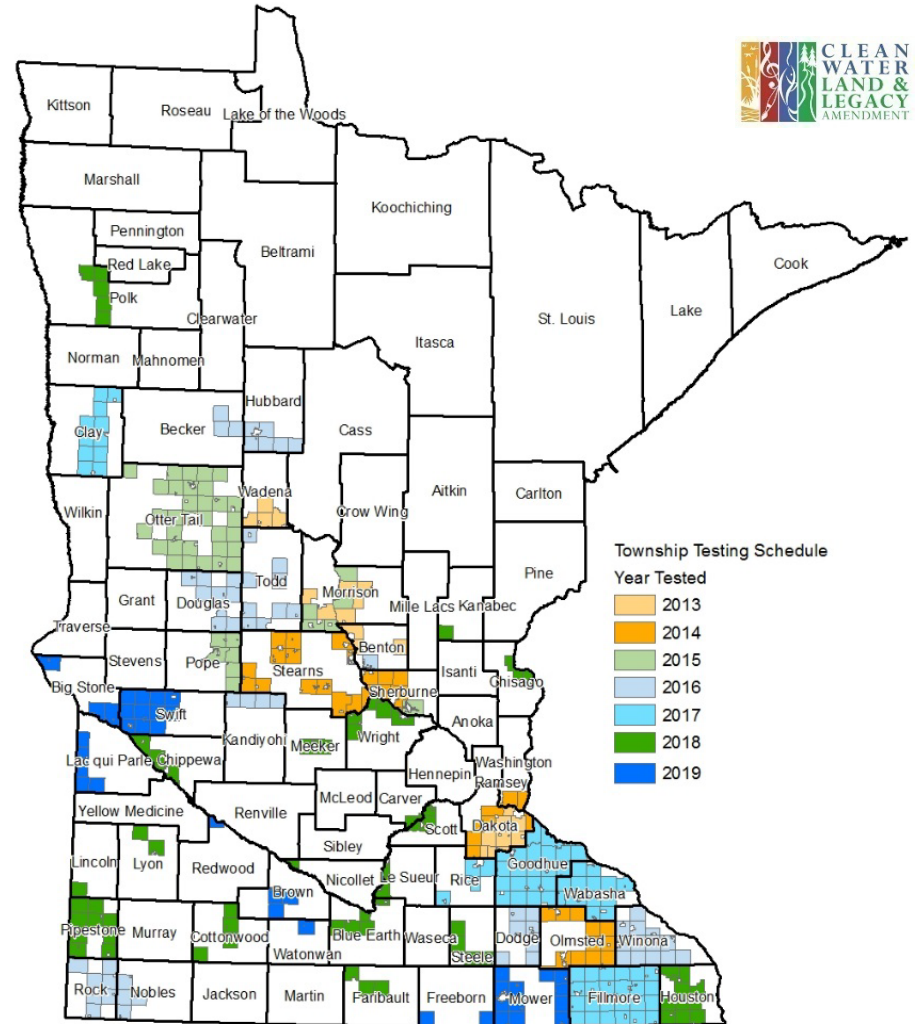 CLEAN
WATER
LAND &
LEGACY
AMENDMENT
Kittson
Roseau
Lake of the Woods
Marshall
Koochiching
Pennington
Beltrami
Red Lake
Cook
Polk
Clearwater
St. Louis
Lake
Itasca
Norman
Mahnomen
Hubbard
Clay
Becker
Cass
Wadena
Aitkin
Carlton
Wilkin
Otter Tail
Crow Wing
Township Testing Schedule
Year Tested
2013
2014
2015
2016
2017
2018
2019
Pine
Todd
Grant
Douglas
Morrison
Mille Lacs
Kanabec
Traverse
Benton
Stevens
Pope
Stearns
Isanti
Chisago
Big Stone
Sherburne
Swift
Anoka
Kandiyohi
Meeker
Wright
Lac qui Parle
Chippewa
Washington
Hennepin
Ramsey
McLeod
Carver
Yellow Medicine
Renville
Scott
Dakota
Sibley
Lincoln
Lyon
Redwood
Nicollet
Le Sueur
Rice
Goodhue
Brown
Wabasha
Pipestone
Murray
Cottonwood
Watonwan
Blue Earth
Waseca
Steele
Dodge
Olmsted
Winona
Rock
Nobles
Jackson
Martin
Faribault
Freeborn
Mower
Fillmore
Houston